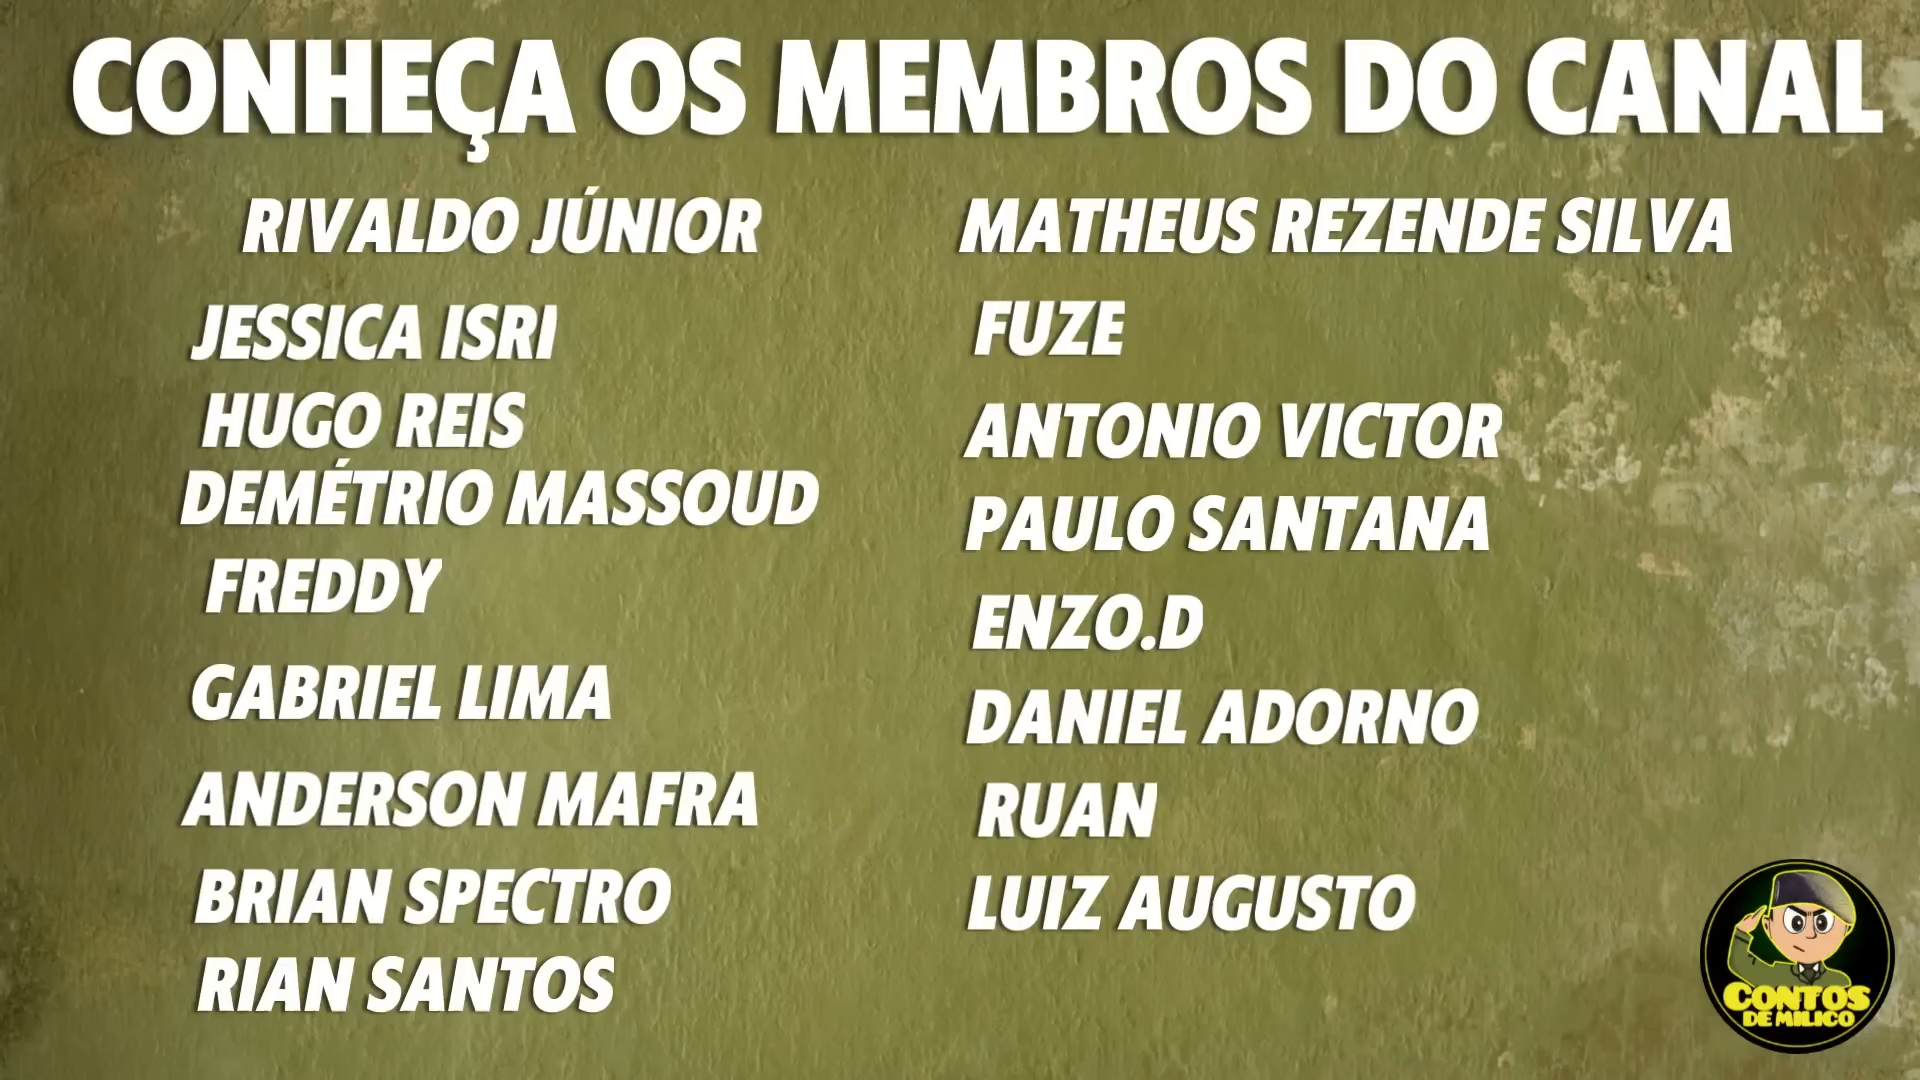 CONHEÇA OS MEMBROS DO CANAL
RIVALDO JÚNIOR
JESSICA ISRI
HUGO REIS
DEMÉTRIO MASSOUD
FREDDY
GABRIEL LIMA
ANDERSON MAFRA
BRIAN SPECTRO
RIAN SANTOS
MATHEUS REZENDE SILVA
FUZE
ANTONIO VICTOR
PAULO SANTANA
ENZO.D
DANIEL ADORNO
RUAN
LUIZ AUGUSTO
CONTOS
DE MILICO